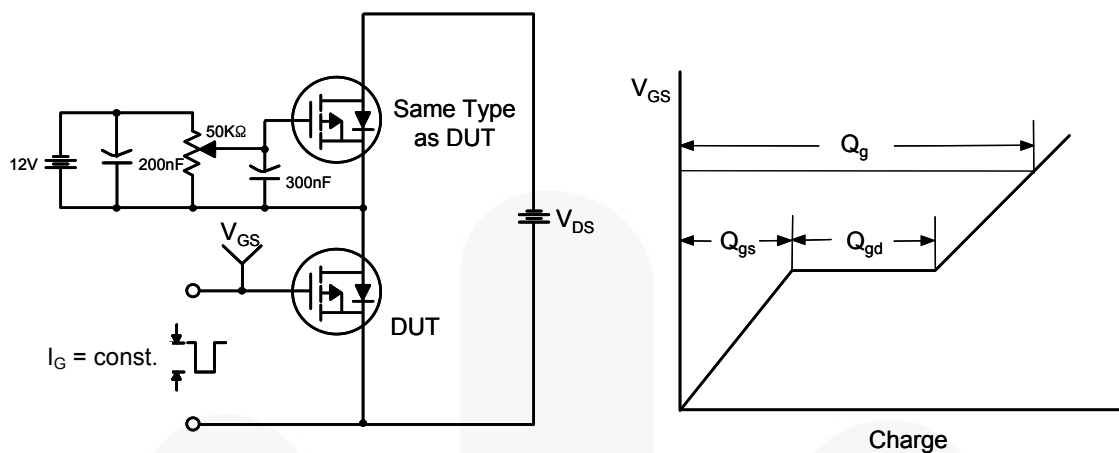 Same Type
as DUT
50KΩ
12V
200nF
300nF
V_GS
V_DS
DUT
I_G = const.
V_GS
Q_g
Q_gs
Q_gd
Charge